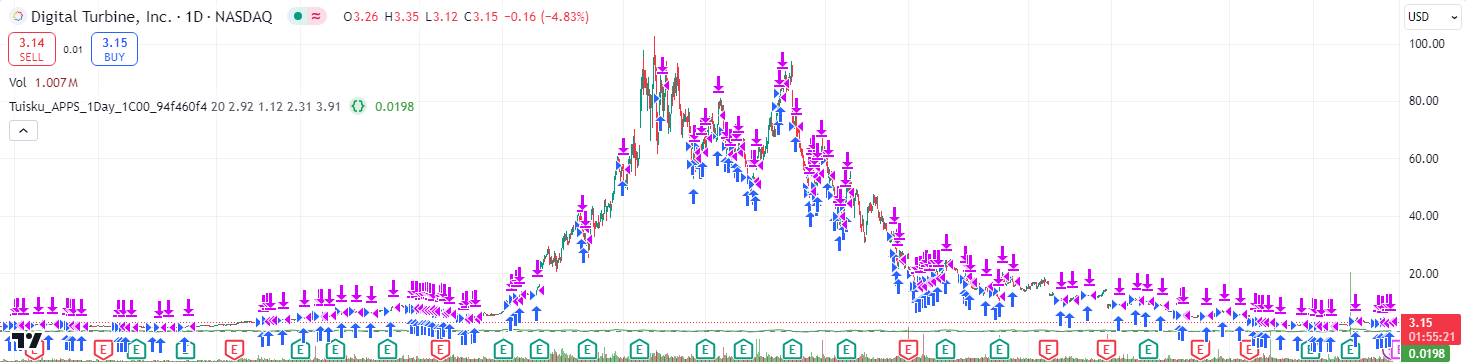 Digital Turbine, Inc. · 1D · NASDAQ O3.26 H3.35 L3.12 C3.15 −0.16 (−4.83%)
USD
3.14 SELL 0.01 3.15 BUY
Vol 1.007M
Tuisku_APPS_1Day_1C00_94f460f4 20 2.92 1.12 2.31 3.91 {} 0.0198
100.00
80.00
60.00
40.00
20.00
3.15
01:55:21
0.0198
E E E E E E E E E E E E E E E E E E E E E E E E E